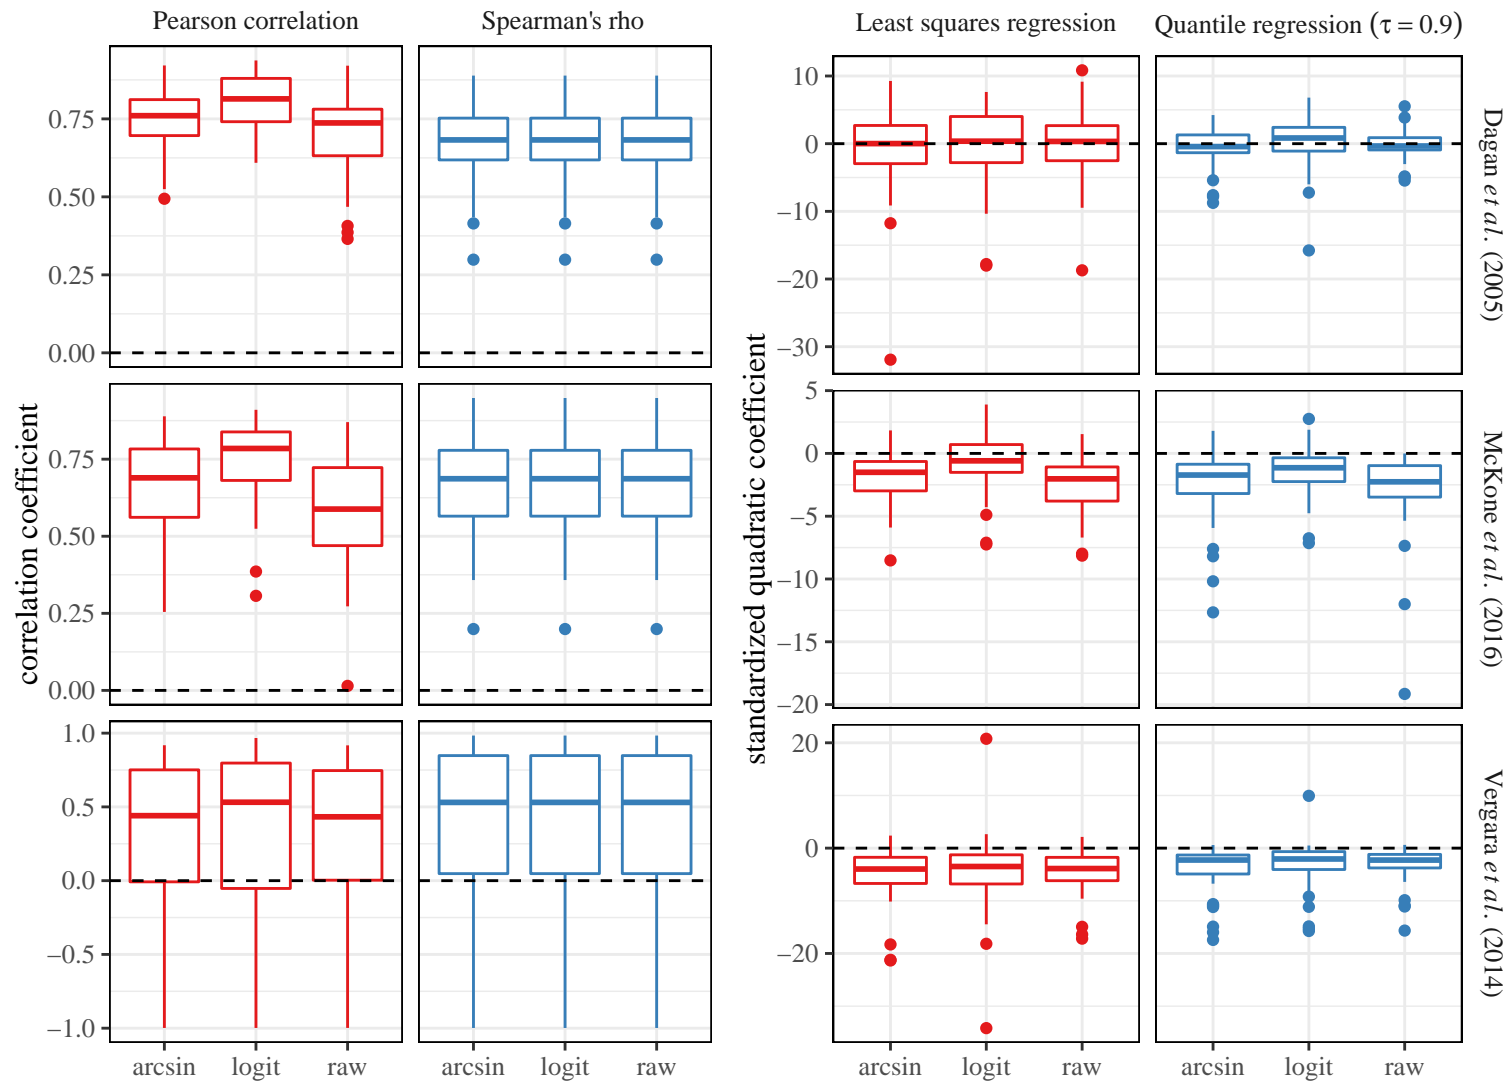 Pearson correlation
Spearman's rho
Least squares regression
Quantile regression (τ = 0.9)
correlation coefficient
0.75
0.50
0.25
0.00
0.75
0.50
0.25
0.00
1.0
0.5
0.0
−0.5
−1.0
arcsin logit raw
arcsin logit raw
standardized quadratic coefficient
10
0
−10
−20
−30
5
0
−5
−10
−15
−20
20
0
−20
arcsin logit raw
arcsin logit raw
Dagan et al. (2005)
McKone et al. (2016)
Vergara et al. (2014)